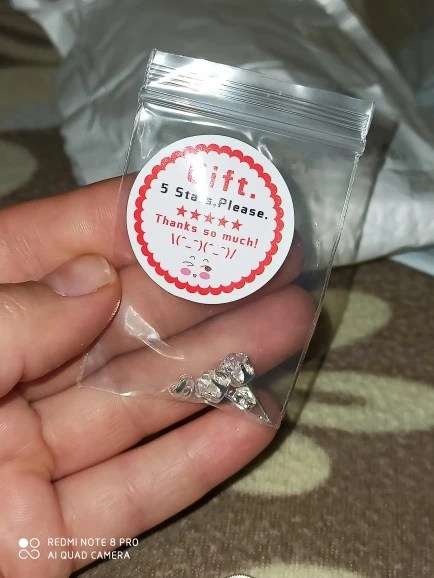 Gift.
5 Stars,Please.
★★★★★
Thanks so much!
\(ˉ-ˉ)(ˉ-ˉ)/
REDMI NOTE 8 PRO
AI QUAD CAMERA